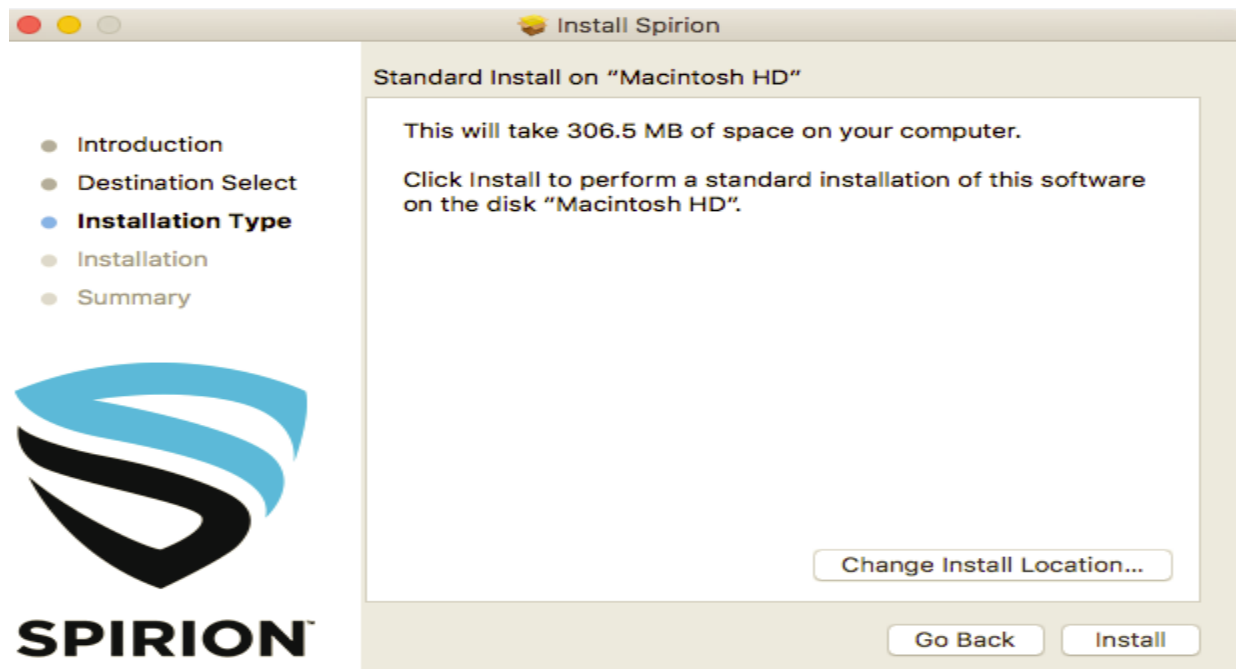 Install Spirion
Standard Install on “Macintosh HD”
Introduction
Destination Select
Installation Type
Installation
Summary
This will take 306.5 MB of space on your computer.
Click Install to perform a standard installation of this software
on the disk “Macintosh HD”.
Change Install Location...
SPIRION™
Go Back
Install